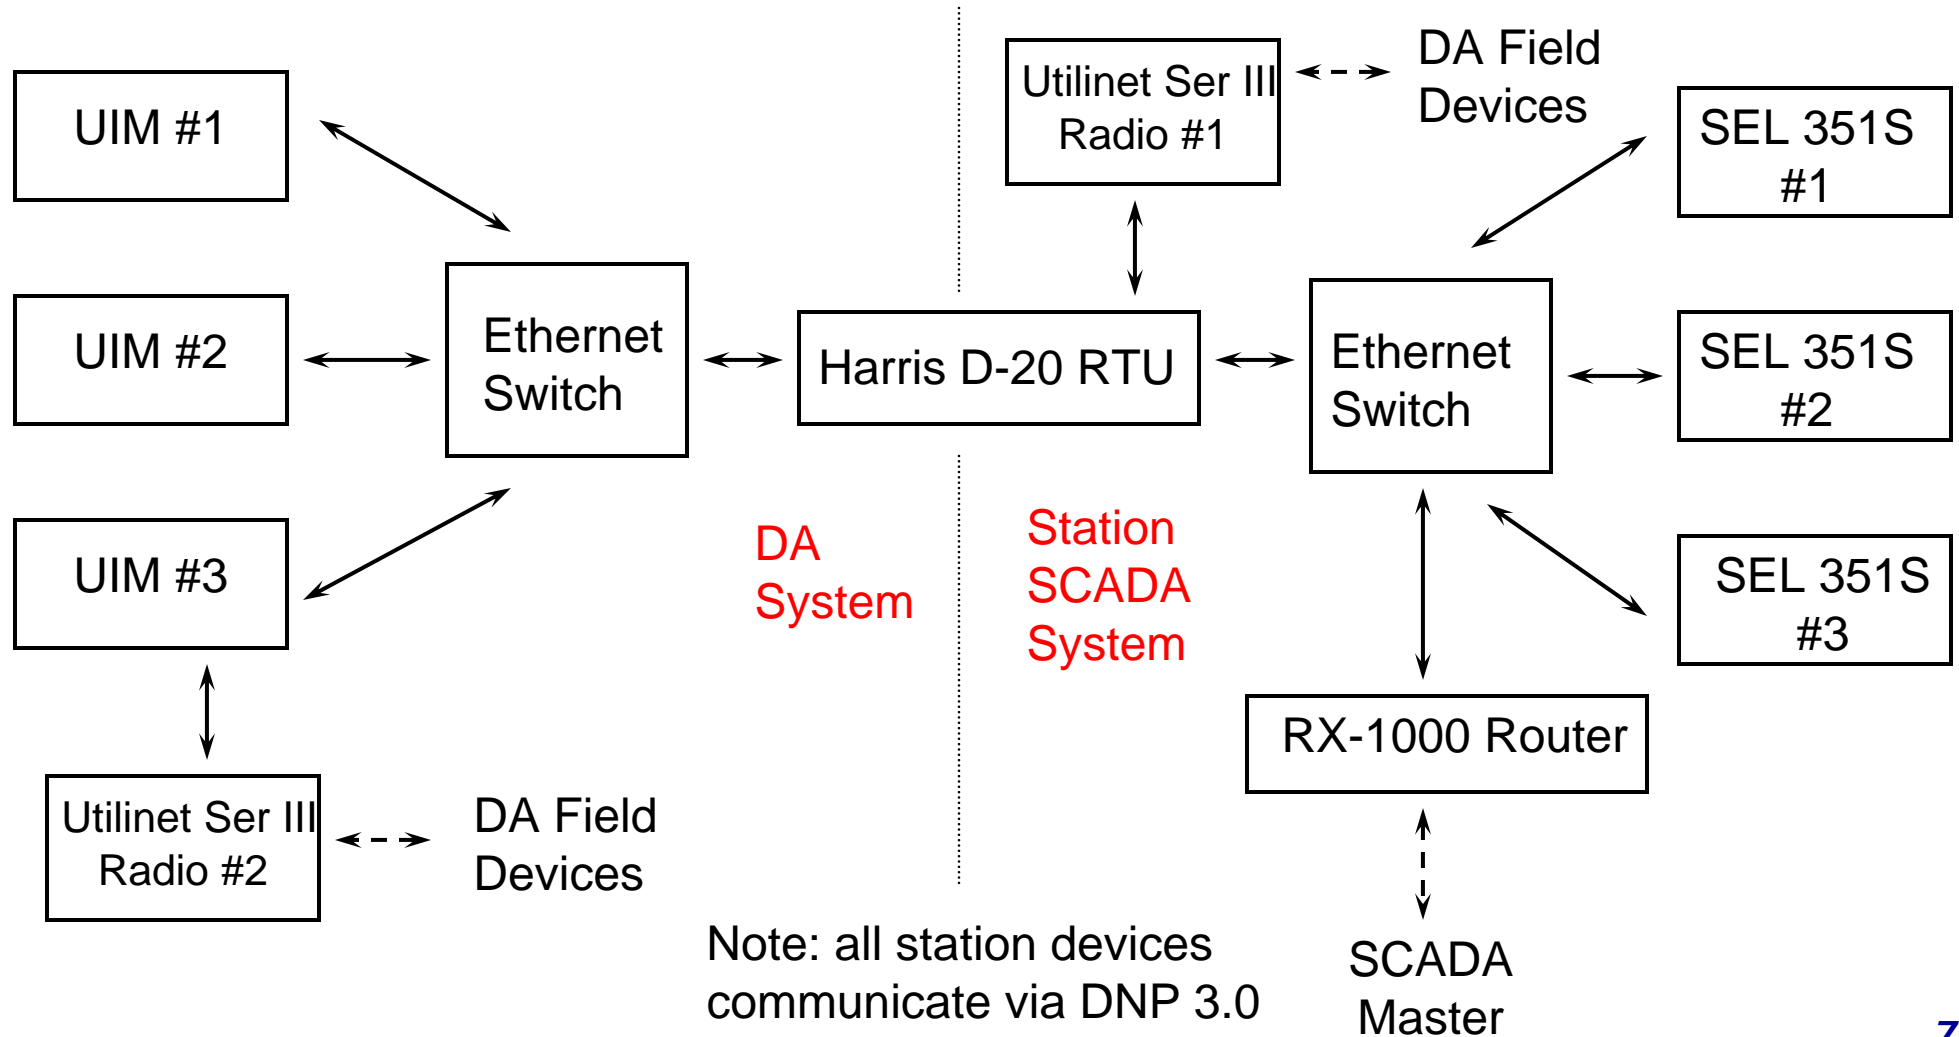 UIM #1
Utilinet Ser III
Radio #1
DA Field
Devices
SEL 351S
#1
UIM #2
Ethernet
Switch
Harris D-20 RTU
Ethernet
Switch
SEL 351S
#2
UIM #3
DA
System
Station
SCADA
System
SEL 351S
#3
RX-1000 Router
Utilinet Ser III
Radio #2
DA Field
Devices
Note: all station devices
communicate via DNP 3.0
SCADA
Master
7